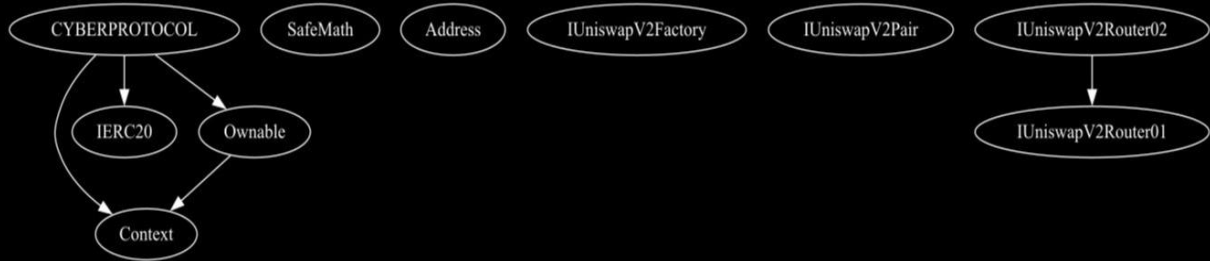 CYBERPROTOCOL
SafeMath
Address
IUniswapV2Factory
IUniswapV2Pair
IUniswapV2Router02
IERC20
Ownable
IUniswapV2Router01
Context